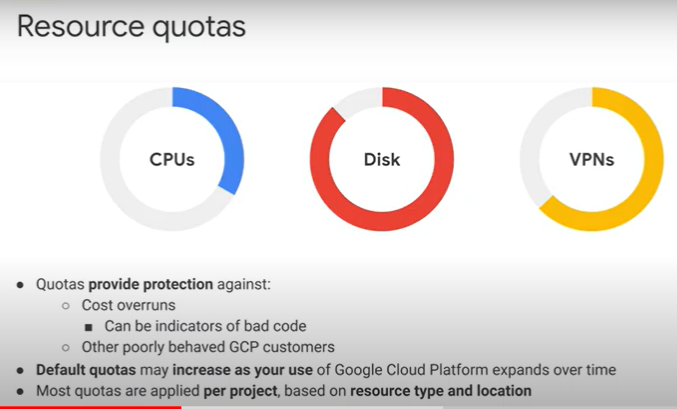 Resource quotas
CPUs
Disk
VPNs
● Quotas provide protection against:
○ Cost overruns
■ Can be indicators of bad code
○ Other poorly behaved GCP customers
● Default quotas may increase as your use of Google Cloud Platform expands over time
● Most quotas are applied per project, based on resource type and location